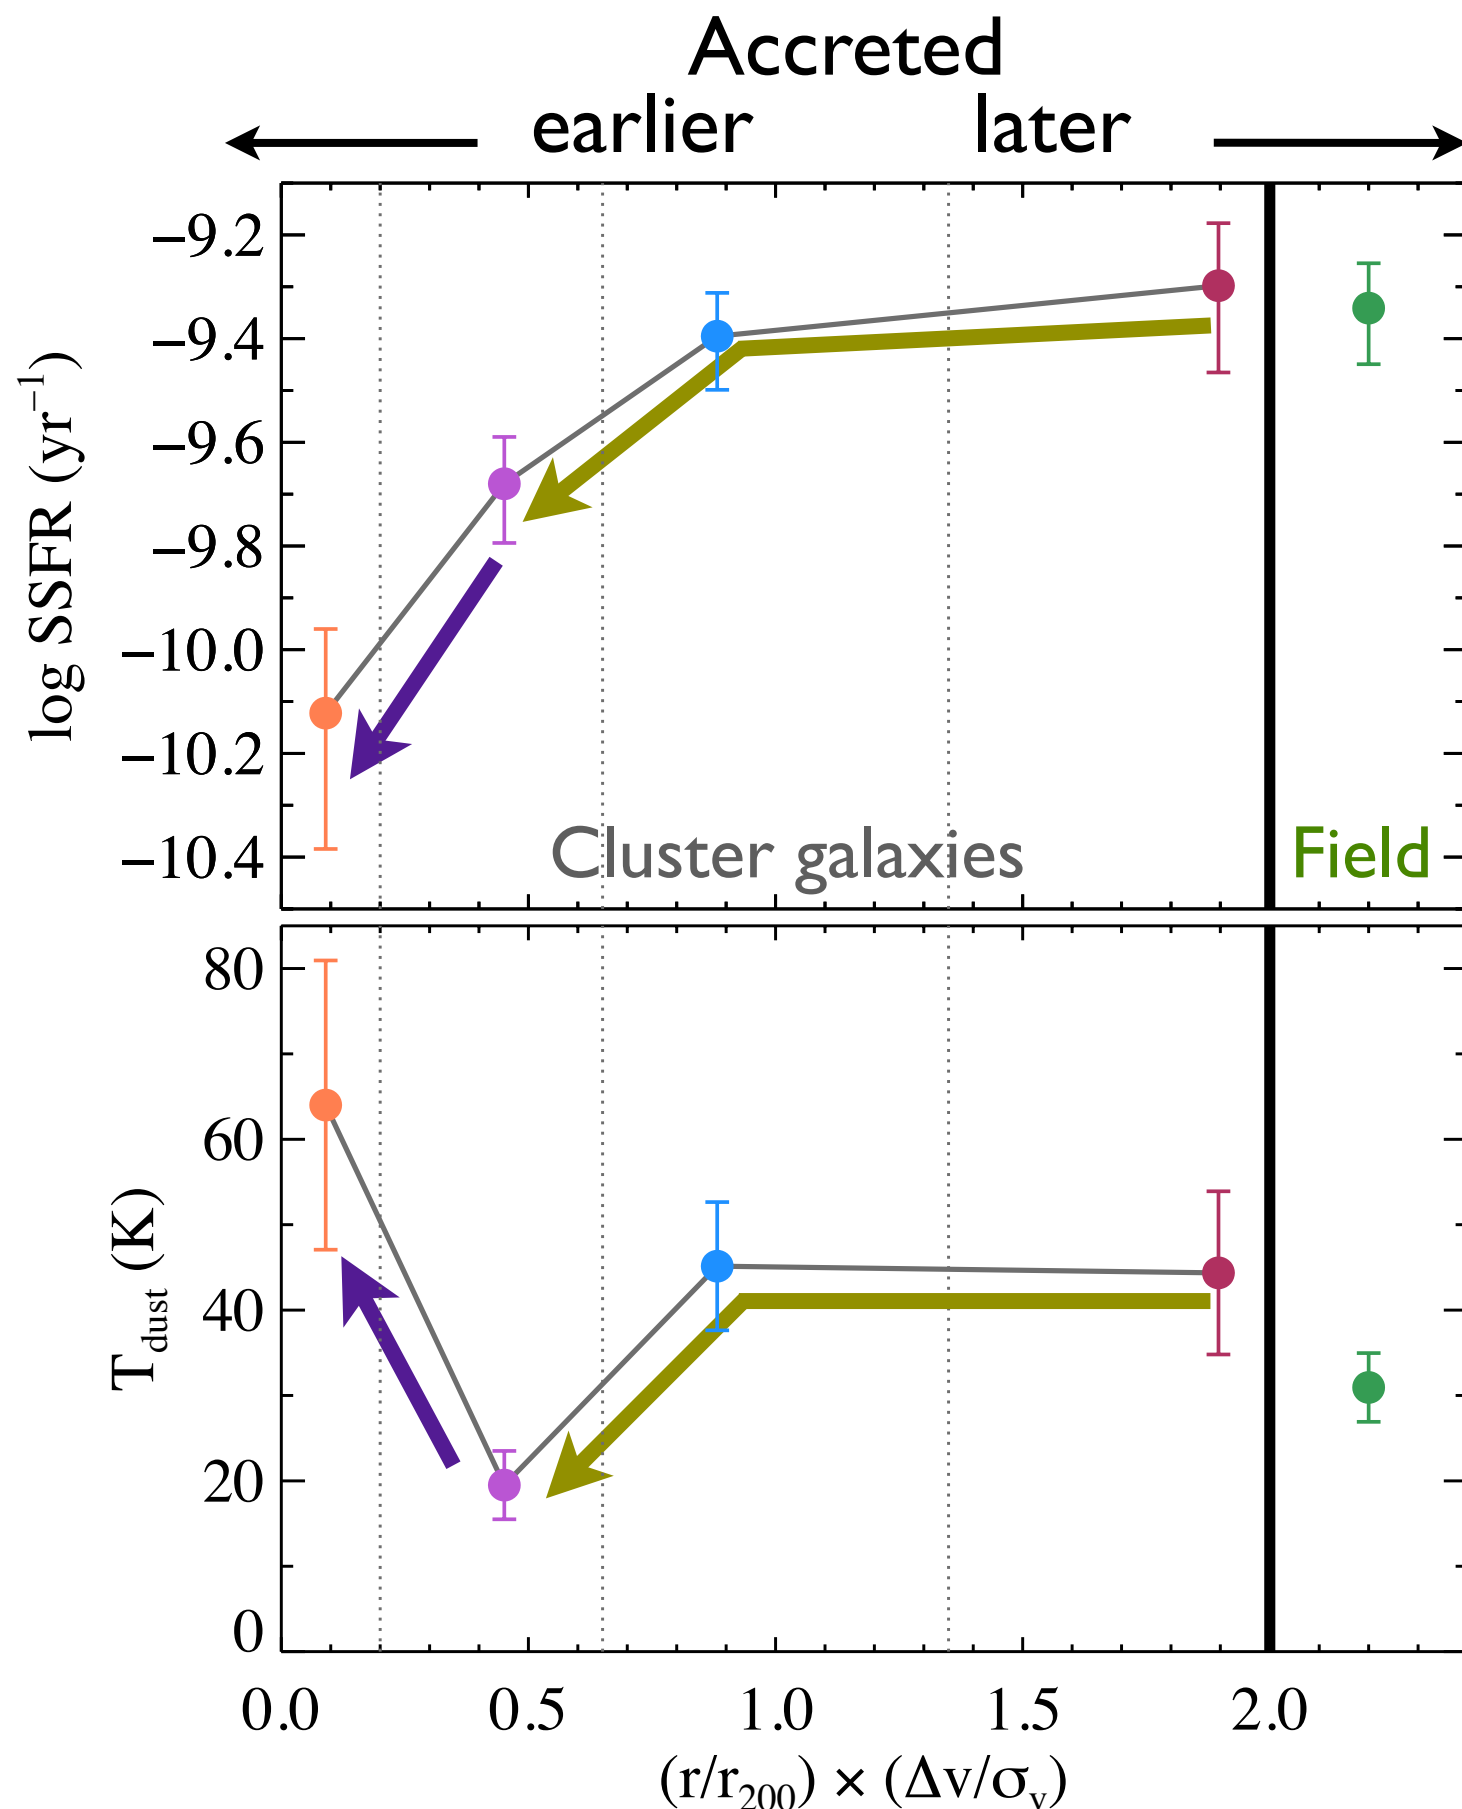 Accreted
earlier later
−9.2
−9.4
−9.6
−9.8
−10.0
−10.2
−10.4
log SSFR (yr⁻¹)
Cluster galaxies
Field
80
60
40
20
0
T_dust (K)
0.0 0.5 1.0 1.5 2.0
(r/r₂₀₀) × (Δv/σᵥ)